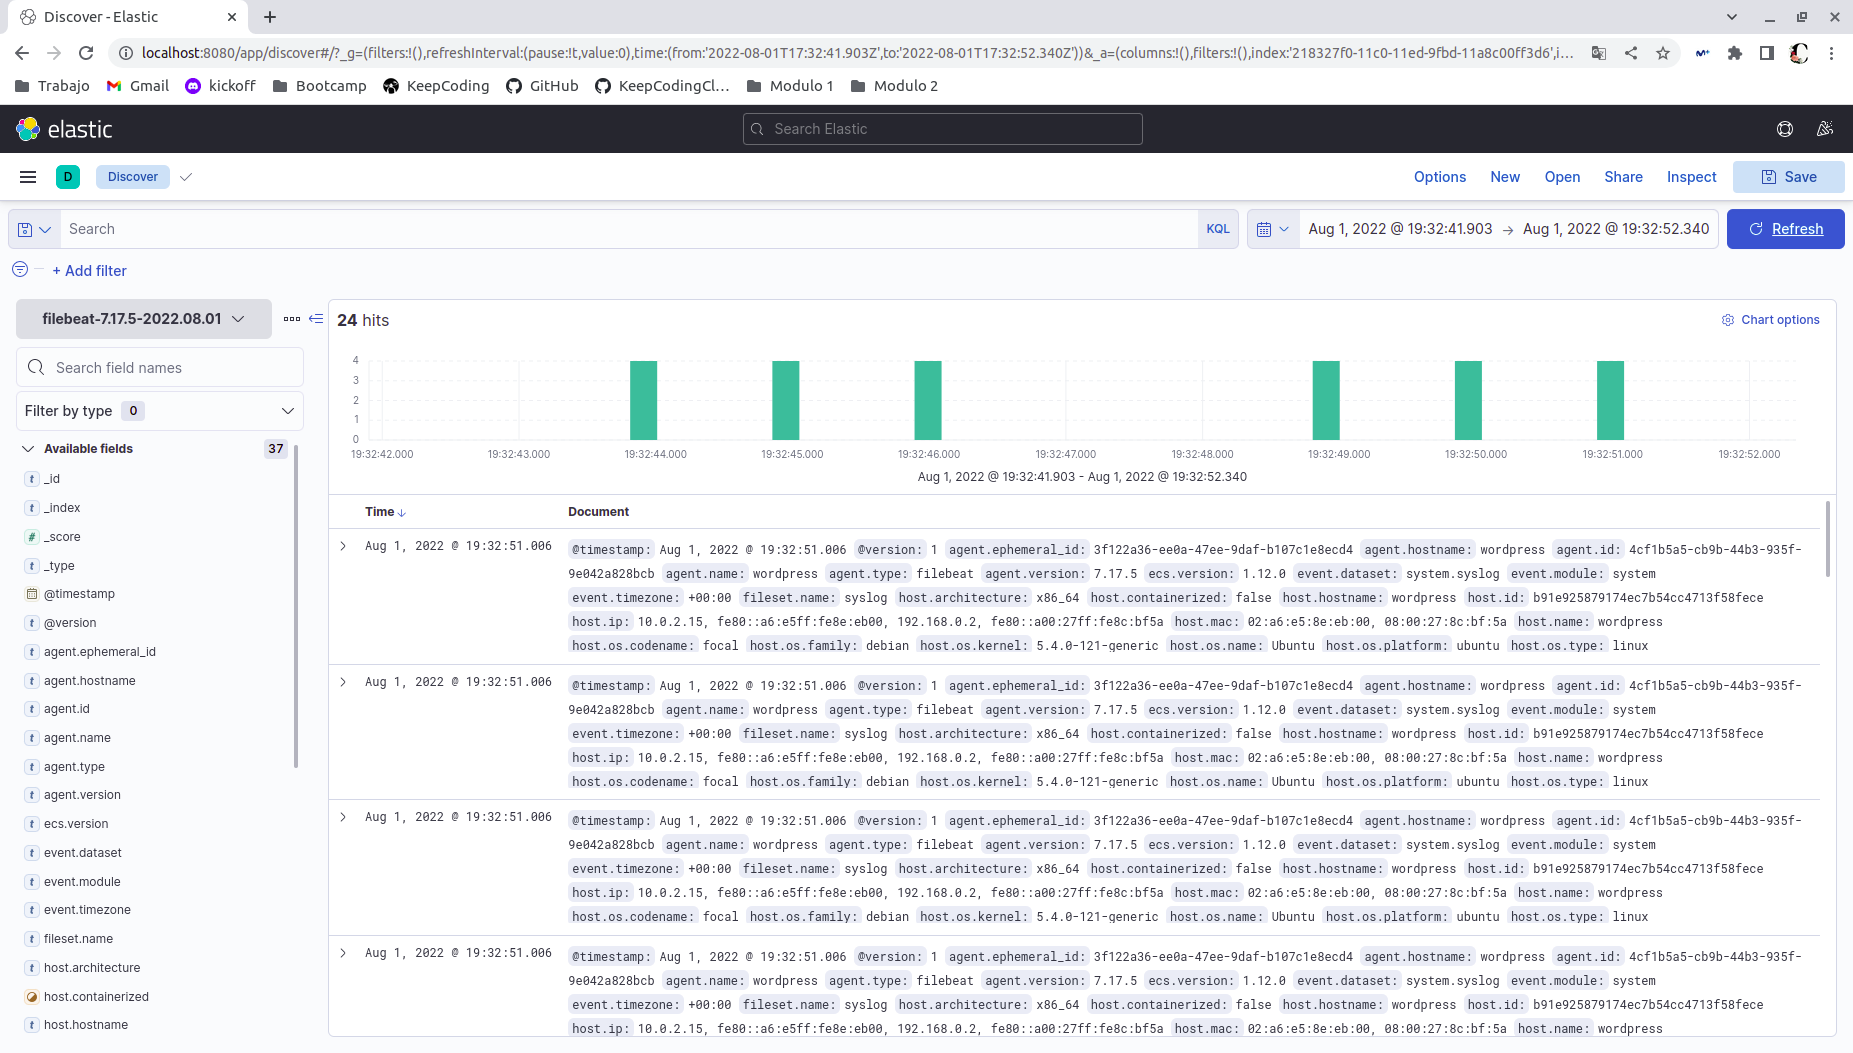 Discover - Elastic
localhost:8080/app/discover#/?_g=(filters:!(),refreshInterval:(pause:!t,value:0),time:(from:'2022-08-01T17:32:41.903Z',to:'2022-08-01T17:32:52.340Z'))&_a=(columns:!(),filters:!(),index:'218327f0-11c0-11ed-9fbd-11a8c00ff3d6',i...
Trabajo Gmail kickoff Bootcamp KeepCoding GitHub KeepCodingCl... Modulo 1 Modulo 2
elastic Search Elastic
D Discover Options New Open Share Inspect Save
Search KQL Aug 1, 2022 @ 19:32:41.903 → Aug 1, 2022 @ 19:32:52.340 Refresh
+ Add filter
filebeat-7.17.5-2022.08.01
Search field names
Filter by type 0
Available fields 37
_id
_index
_score
_type
@timestamp
@version
agent.ephemeral_id
agent.hostname
agent.id
agent.name
agent.type
agent.version
ecs.version
event.dataset
event.module
event.timezone
fileset.name
host.architecture
host.containerized
host.hostname
24 hits Chart options
4
3
2
1
0
19:32:42.000 19:32:43.000 19:32:44.000 19:32:45.000 19:32:46.000 19:32:47.000 19:32:48.000 19:32:49.000 19:32:50.000 19:32:51.000 19:32:52.000
Aug 1, 2022 @ 19:32:41.903 - Aug 1, 2022 @ 19:32:52.340
Time ↓ Document
Aug 1, 2022 @ 19:32:51.006 @timestamp: Aug 1, 2022 @ 19:32:51.006 @version: 1 agent.ephemeral_id: 3f122a36-ee0a-47ee-9daf-b107c1e8ecd4 agent.hostname: wordpress agent.id: 4cf1b5a5-cb9b-44b3-935f-
9e042a828bcb agent.name: wordpress agent.type: filebeat agent.version: 7.17.5 ecs.version: 1.12.0 event.dataset: system.syslog event.module: system
event.timezone: +00:00 fileset.name: syslog host.architecture: x86_64 host.containerized: false host.hostname: wordpress host.id: b91e925879174ec7b54cc4713f58fece
host.ip: 10.0.2.15, fe80::a6:e5ff:fe8e:eb00, 192.168.0.2, fe80::a00:27ff:fe8c:bf5a host.mac: 02:a6:e5:8e:eb:00, 08:00:27:8c:bf:5a host.name: wordpress
host.os.codename: focal host.os.family: debian host.os.kernel: 5.4.0-121-generic host.os.name: Ubuntu host.os.platform: ubuntu host.os.type: linux
Aug 1, 2022 @ 19:32:51.006 @timestamp: Aug 1, 2022 @ 19:32:51.006 @version: 1 agent.ephemeral_id: 3f122a36-ee0a-47ee-9daf-b107c1e8ecd4 agent.hostname: wordpress agent.id: 4cf1b5a5-cb9b-44b3-935f-
9e042a828bcb agent.name: wordpress agent.type: filebeat agent.version: 7.17.5 ecs.version: 1.12.0 event.dataset: system.syslog event.module: system
event.timezone: +00:00 fileset.name: syslog host.architecture: x86_64 host.containerized: false host.hostname: wordpress host.id: b91e925879174ec7b54cc4713f58fece
host.ip: 10.0.2.15, fe80::a6:e5ff:fe8e:eb00, 192.168.0.2, fe80::a00:27ff:fe8c:bf5a host.mac: 02:a6:e5:8e:eb:00, 08:00:27:8c:bf:5a host.name: wordpress
host.os.codename: focal host.os.family: debian host.os.kernel: 5.4.0-121-generic host.os.name: Ubuntu host.os.platform: ubuntu host.os.type: linux
Aug 1, 2022 @ 19:32:51.006 @timestamp: Aug 1, 2022 @ 19:32:51.006 @version: 1 agent.ephemeral_id: 3f122a36-ee0a-47ee-9daf-b107c1e8ecd4 agent.hostname: wordpress agent.id: 4cf1b5a5-cb9b-44b3-935f-
9e042a828bcb agent.name: wordpress agent.type: filebeat agent.version: 7.17.5 ecs.version: 1.12.0 event.dataset: system.syslog event.module: system
event.timezone: +00:00 fileset.name: syslog host.architecture: x86_64 host.containerized: false host.hostname: wordpress host.id: b91e925879174ec7b54cc4713f58fece
host.ip: 10.0.2.15, fe80::a6:e5ff:fe8e:eb00, 192.168.0.2, fe80::a00:27ff:fe8c:bf5a host.mac: 02:a6:e5:8e:eb:00, 08:00:27:8c:bf:5a host.name: wordpress
host.os.codename: focal host.os.family: debian host.os.kernel: 5.4.0-121-generic host.os.name: Ubuntu host.os.platform: ubuntu host.os.type: linux
Aug 1, 2022 @ 19:32:51.006 @timestamp: Aug 1, 2022 @ 19:32:51.006 @version: 1 agent.ephemeral_id: 3f122a36-ee0a-47ee-9daf-b107c1e8ecd4 agent.hostname: wordpress agent.id: 4cf1b5a5-cb9b-44b3-935f-
9e042a828bcb agent.name: wordpress agent.type: filebeat agent.version: 7.17.5 ecs.version: 1.12.0 event.dataset: system.syslog event.module: system
event.timezone: +00:00 fileset.name: syslog host.architecture: x86_64 host.containerized: false host.hostname: wordpress host.id: b91e925879174ec7b54cc4713f58fece
host.ip: 10.0.2.15, fe80::a6:e5ff:fe8e:eb00, 192.168.0.2, fe80::a00:27ff:fe8c:bf5a host.mac: 02:a6:e5:8e:eb:00, 08:00:27:8c:bf:5a host.name: wordpress